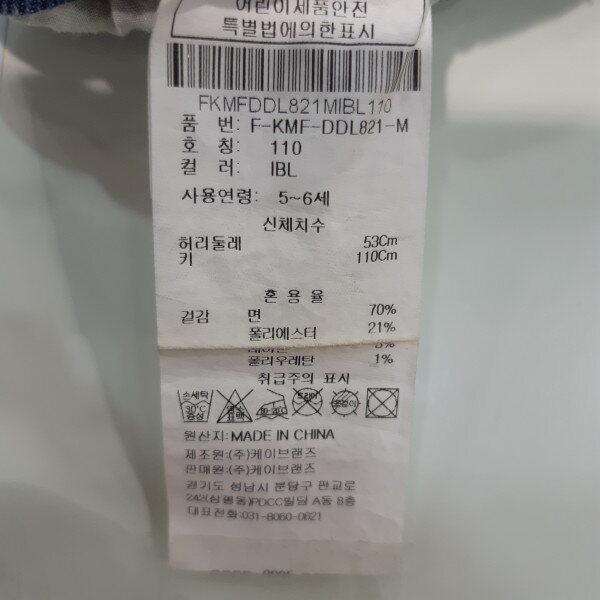 어린이제품안전
특별법에의한표시
FKMFDDL821MIBL110
품 번: F-KMF-DDL821-M
호 칭: 110
컬 러: IBL
사용연령: 5~6세
신체치수
허리둘레 53Cm
키 110Cm
혼 용 율
겉감 면 70%
폴리에스터 21%
폴리우레탄 1%
취급주의 표시
손세탁 30℃ 중성
드라이
원산지: MADE IN CHINA
제조원:(주)케이브랜즈
판매원:(주)케이브랜즈
경기도 성남시 분당구 판교로
242(삼평동)PDCC빌딩 A동 8층
대표전화:031-8060-0621